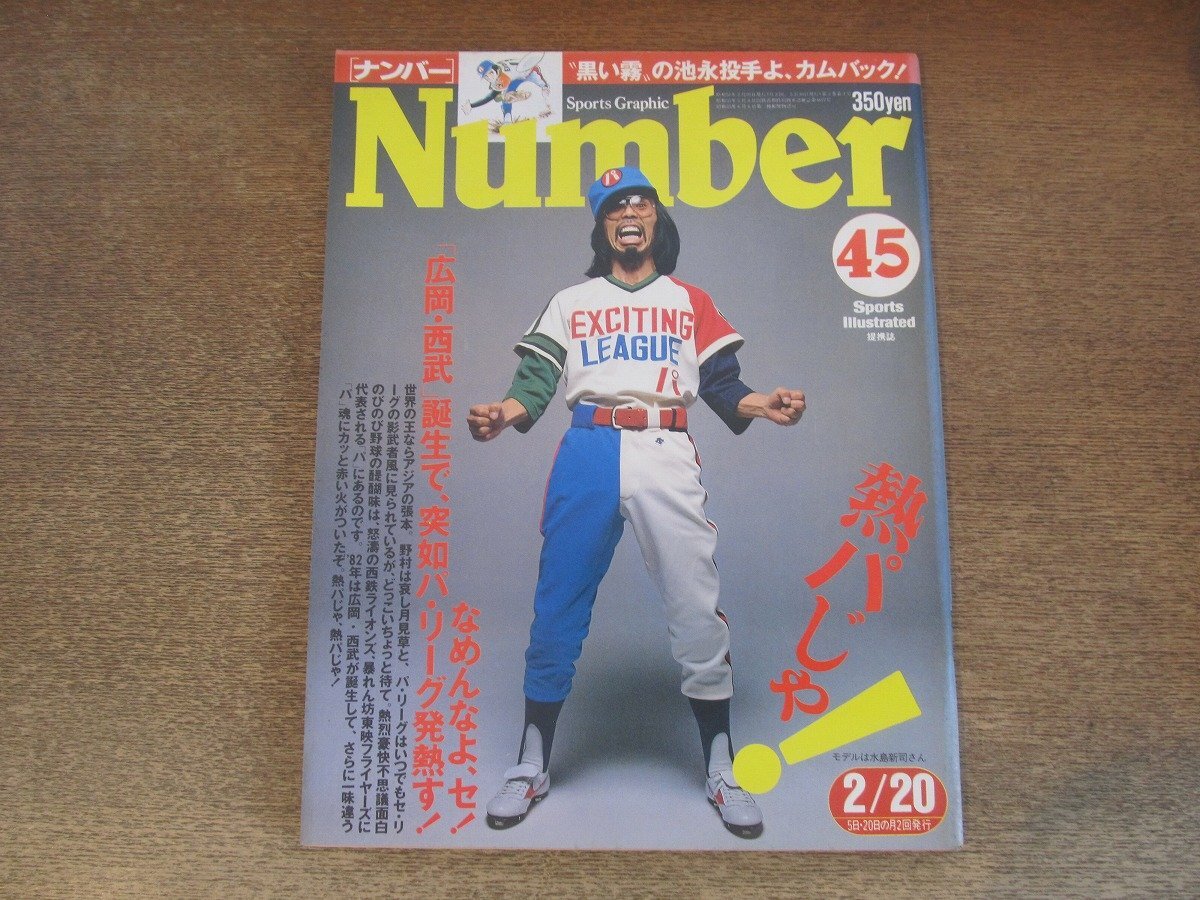 [ナンバー]
〝黒い霧〟の池永投手よ、カムバック!
Sports Graphic
350yen
Number
45
Sports
Illustrated
提携誌
パ
EXCITING
LEAGUE
パ
熱パじゃ!
なめんなよ、セ!
「広岡・西武」誕生で、突如パ・リーグ発熱す!
世界の王ならアジアの張本。野村は哀し月見草と、パ・リーグはいつでもセ・リ
ーグの影武者風に見られているが、どっこいちょっと待て。熱烈豪快不思議面白
のびのび野球の醍醐味は、怒濤の西鉄ライオンズ、暴れん坊東映フライヤーズに
代表される「パ」にあるのです。'82年は広岡・西武が誕生して、さらに一味違う
「パ」魂にカッと赤い火がついたぞ。熱パじゃ、熱パじゃ!
モデルは水島新司さん
2/20
5日・20日の月2回発行